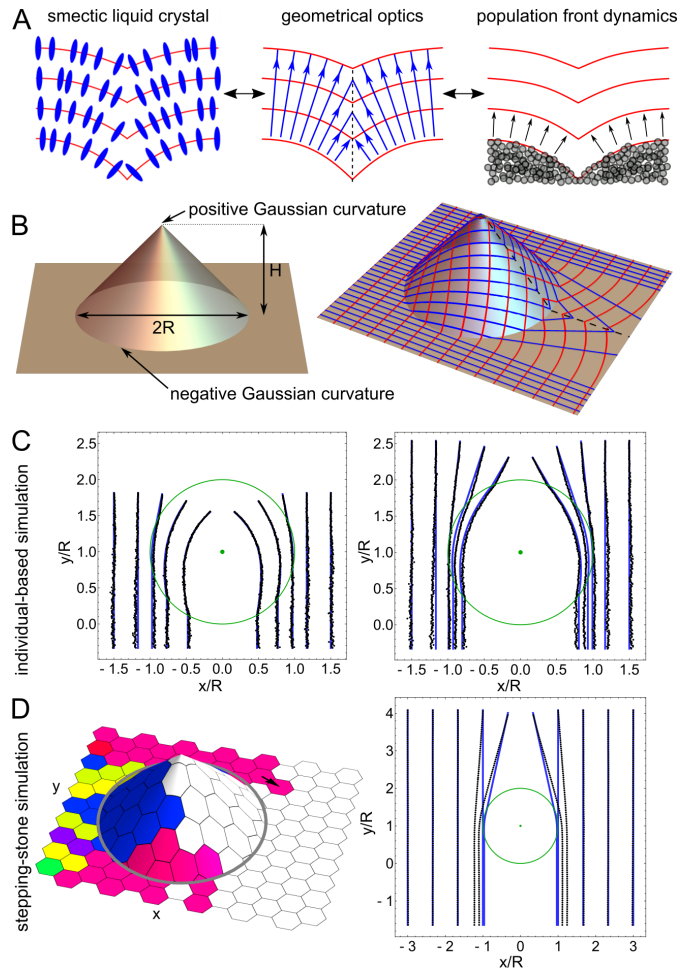 A
smectic liquid crystal
geometrical optics
population front dynamics
B
positive Gaussian curvature
H
2R
negative Gaussian curvature
C
individual-based simulation
y/R
2.5
2.0
1.5
1.0
0.5
0.0
- 1.5 - 1.0 - 0.5 0.0 0.5 1.0 1.5
x/R
y/R
2.5
2.0
1.5
1.0
0.5
0.0
- 1.5 - 1.0 - 0.5 0.0 0.5 1.0 1.5
x/R
D
stepping-stone simulation
y
x
y/R
4
3
2
1
0
- 1
- 3 - 2 - 1 0 1 2 3
x/R